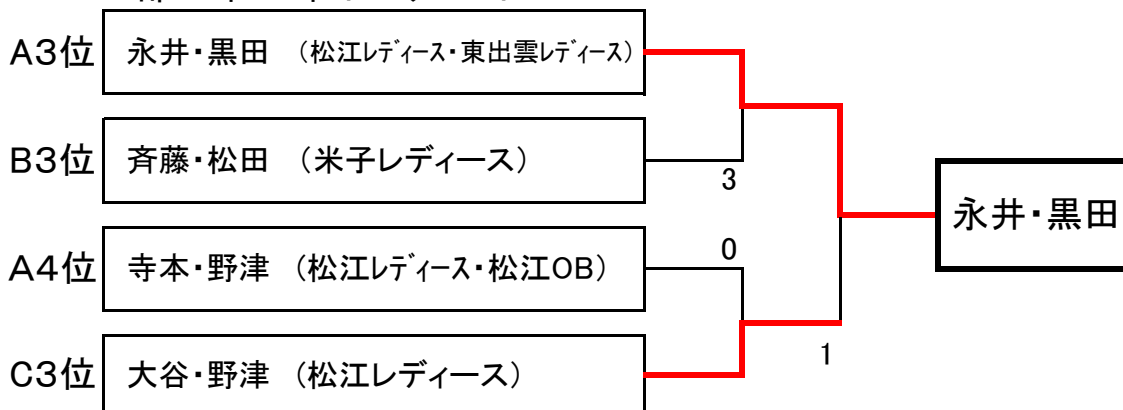 A3位 永井・黒田 （松江レディース・東出雲レディース）
B3位 斉藤・松田 （米子レディース）
3
永井・黒田
A4位 寺本・野津 （松江レディース・松江OB）
0
1
C3位 大谷・野津 （松江レディース）